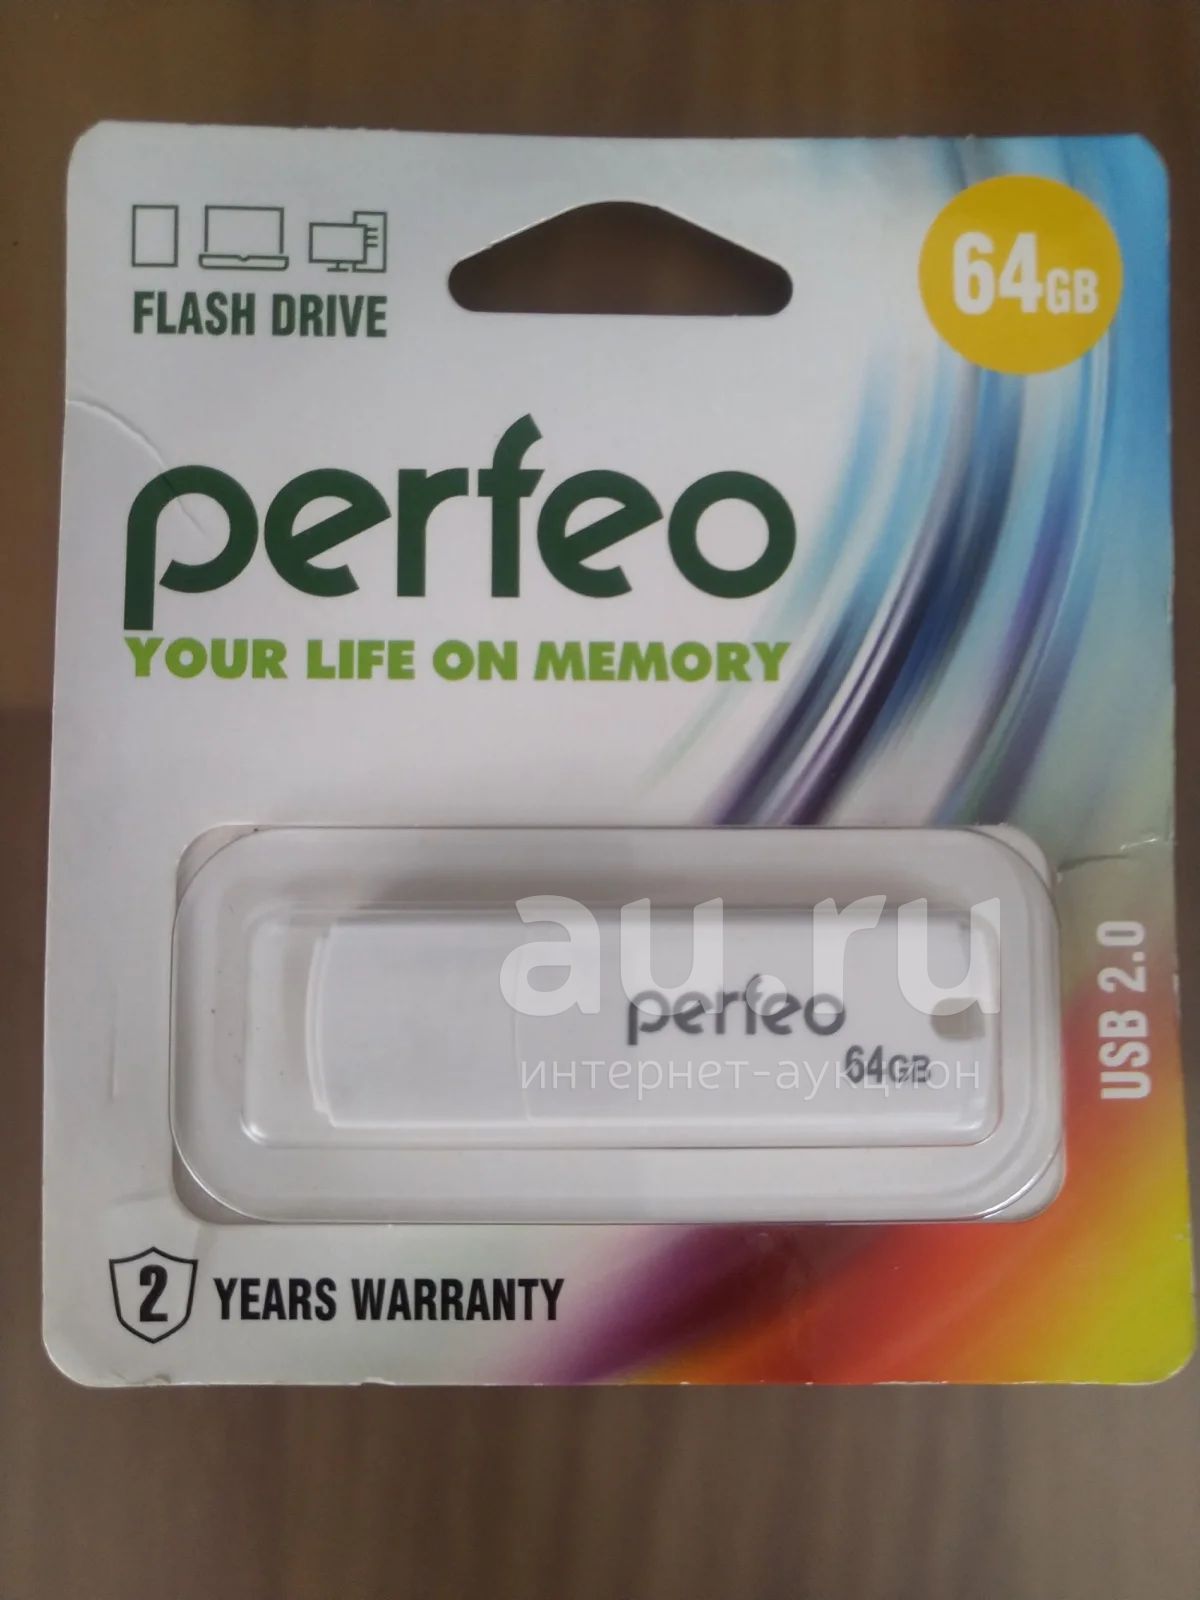 64GB
FLASH DRIVE
perfeo
YOUR LIFE ON MEMORY
au.ru
perfeo
интернет-аукцион
64GB
USB 2.0
2 YEARS WARRANTY